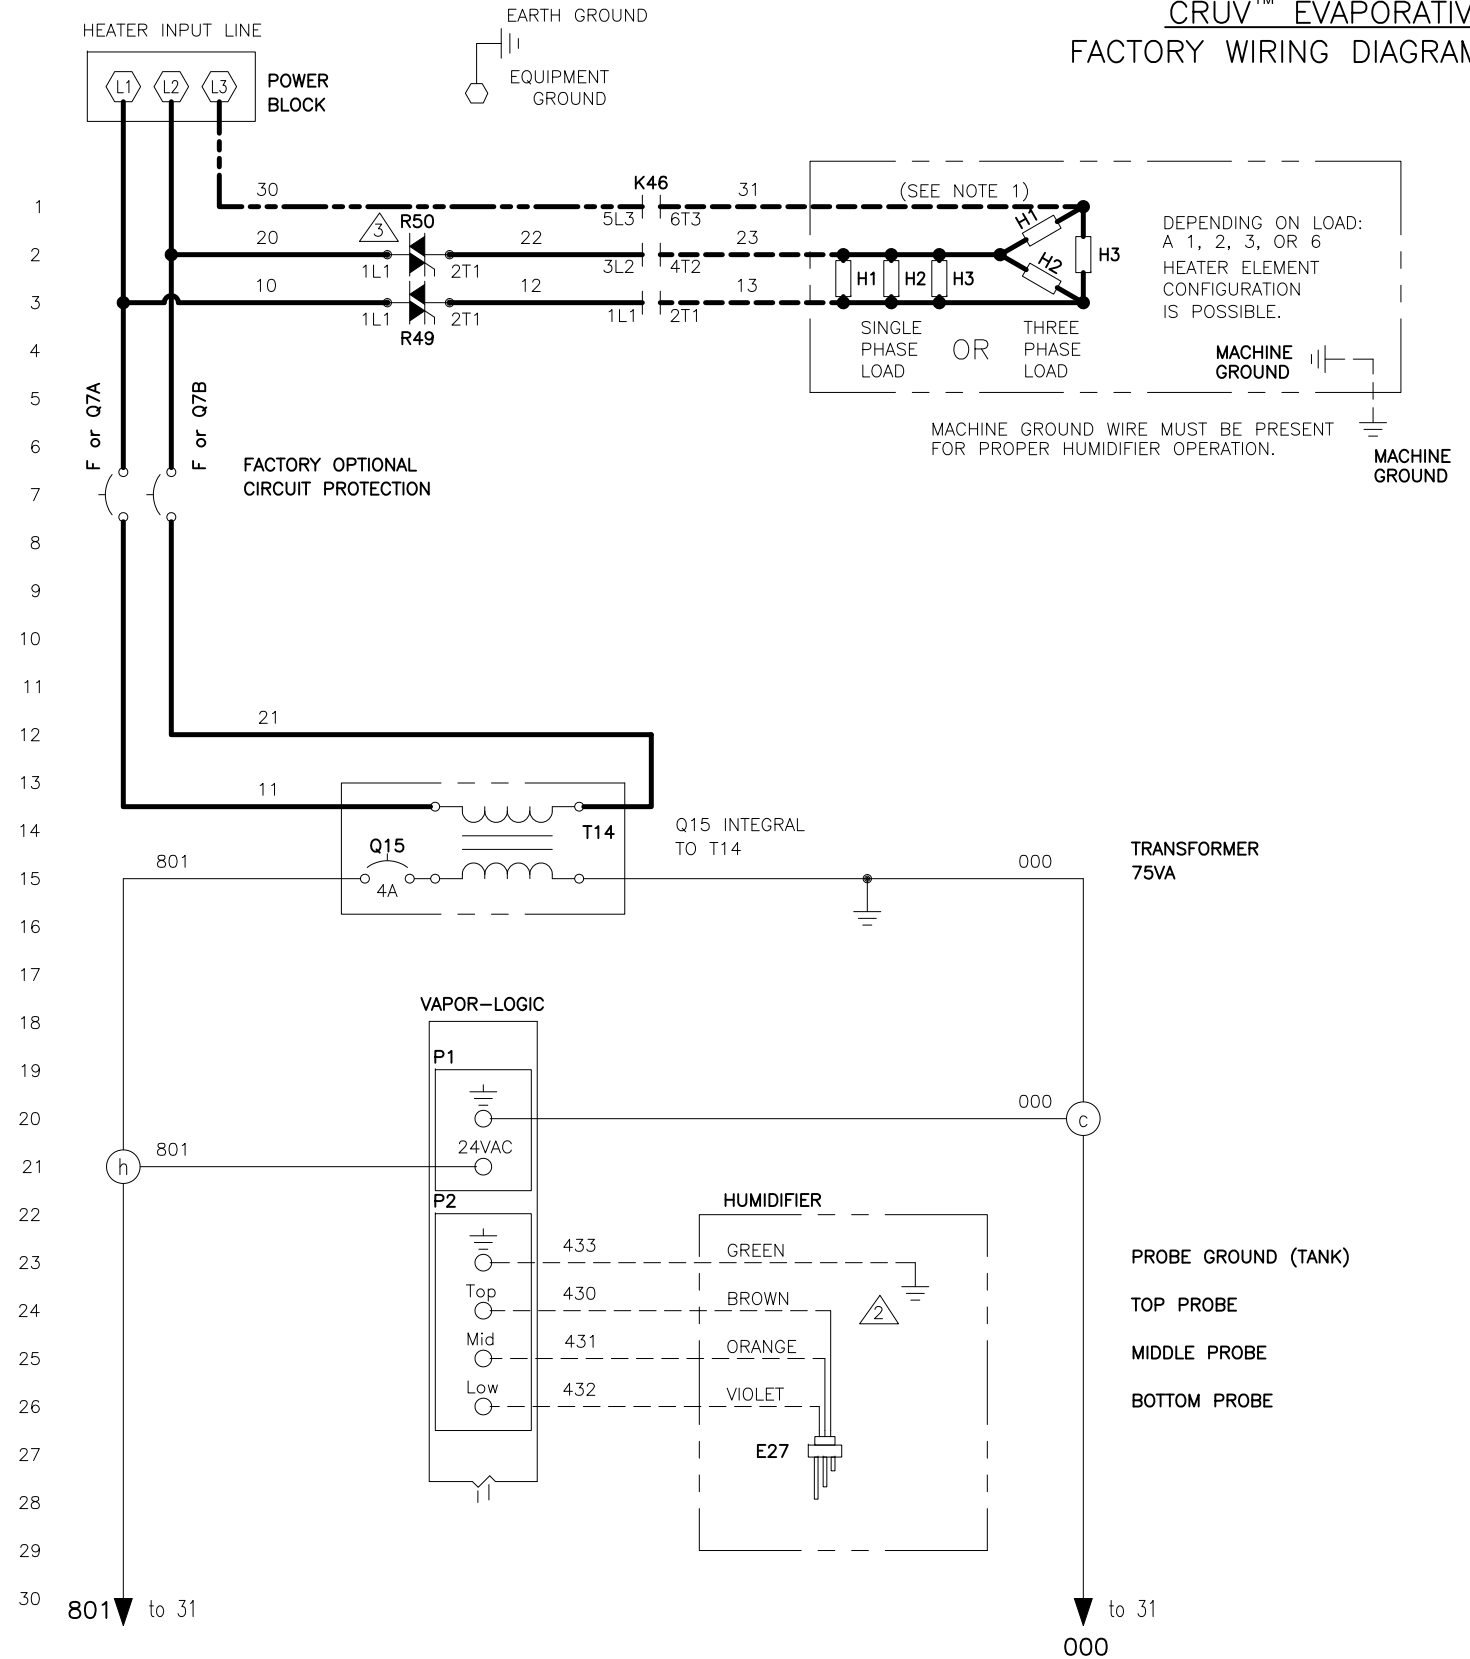 CRUV™ EVAPORATIV
FACTORY WIRING DIAGRAM
HEATER INPUT LINE
EARTH GROUND
L1 L2 L3
POWER
BLOCK
EQUIPMENT
GROUND
1
30
K46
31
(SEE NOTE 1)
5L3 6T3
H1
DEPENDING ON LOAD:
A 1, 2, 3, OR 6
HEATER ELEMENT
CONFIGURATION
IS POSSIBLE.
2
20
3
R50
22
23
1L1 2T1
3L2 4T2
H2
H3
3
10
12
13
H1 H2 H3
1L1 2T1
R49
1L1 2T1
SINGLE
PHASE
LOAD
OR
THREE
PHASE
LOAD
4
MACHINE
GROUND
5
F or Q7A
F or Q7B
6
MACHINE GROUND WIRE MUST BE PRESENT
FOR PROPER HUMIDIFIER OPERATION.
MACHINE
GROUND
FACTORY OPTIONAL
CIRCUIT PROTECTION
7
8
9
10
11
12
21
13
11
14
T14
Q15 INTEGRAL
TO T14
15
801
Q15
4A
000
TRANSFORMER
75VA
16
17
18
VAPOR-LOGIC
19
P1
20
000
c
21
h
801
24VAC
22
P2
HUMIDIFIER
23
433
GREEN
PROBE GROUND (TANK)
24
Top
430
BROWN
2
TOP PROBE
25
Mid
431
ORANGE
MIDDLE PROBE
26
Low
432
VIOLET
BOTTOM PROBE
27
E27
28
29
30
801 to 31
to 31
000